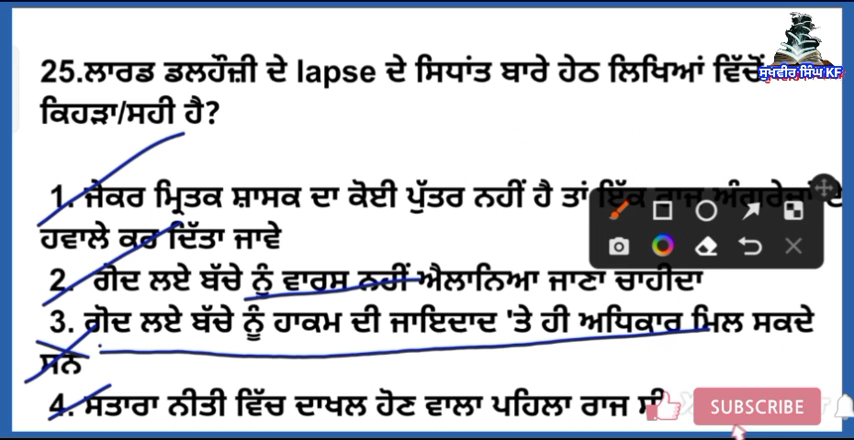 ਸੁਖਵੀਰ ਸਿੰਘ KF
25.ਲਾਰਡ ਡਲਹੌਜ਼ੀ ਦੇ lapse ਦੇ ਸਿਧਾਂਤ ਬਾਰੇ ਹੇਠ ਲਿਖਿਆਂ ਵਿੱਚੋਂ
ਕਿਹੜਾ/ਸਹੀ ਹੈ?
1. ਜੇਕਰ ਮ੍ਰਿਤਕ ਸ਼ਾਸਕ ਦਾ ਕੋਈ ਪੁੱਤਰ ਨਹੀਂ ਹੈ ਤਾਂ ਇੱਕ ਰਾਜ ਅੰਗਰੇਜ਼ਾਂ ਦੇ
ਹਵਾਲੇ ਕਰ ਦਿੱਤਾ ਜਾਵੇ
2. ਗੋਦ ਲਏ ਬੱਚੇ ਨੂੰ ਵਾਰਸ ਨਹੀਂ ਐਲਾਨਿਆ ਜਾਣਾ ਚਾਹੀਦਾ
3. ਗੋਦ ਲਏ ਬੱਚੇ ਨੂੰ ਹਾਕਮ ਦੀ ਜਾਇਦਾਦ 'ਤੇ ਹੀ ਅਧਿਕਾਰ ਮਿਲ ਸਕਦੇ
ਸਨ
4. ਸਤਾਰਾ ਨੀਤੀ ਵਿੱਚ ਦਾਖਲ ਹੋਣ ਵਾਲਾ ਪਹਿਲਾ ਰਾਜ ਸੀ
SUBSCRIBE